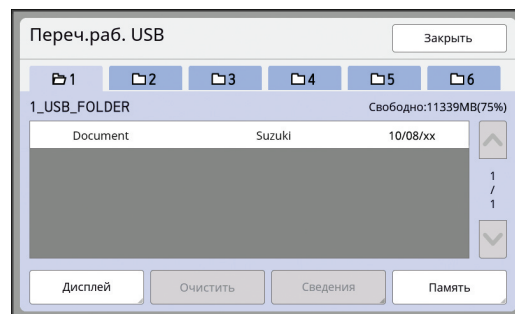 Переч.раб. USB
Закрыть
1 2 3 4 5 6
1_USB_FOLDER Свободно:11339MB(75%)
Document Suzuki 10/08/xx
1
/
1
Дисплей Очистить Сведения Память